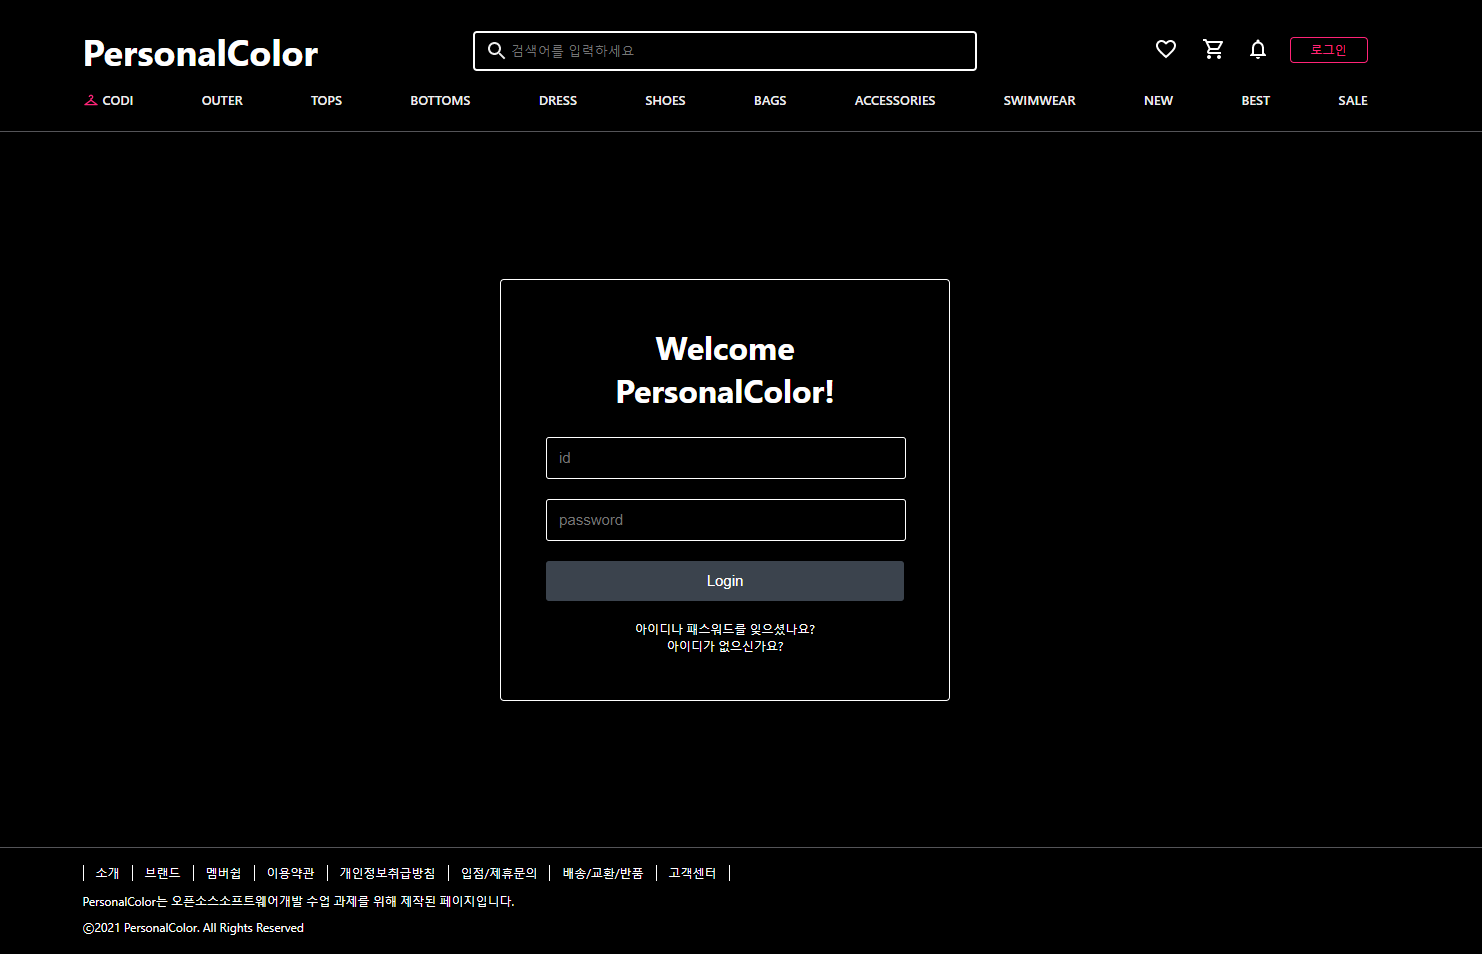 PersonalColor
검색어를 입력하세요
로그인
CODI OUTER TOPS BOTTOMS DRESS SHOES BAGS ACCESSORIES SWIMWEAR NEW BEST SALE
Welcome
PersonalColor!
id
password
Login
아이디나 패스워드를 잊으셨나요?
아이디가 없으신가요?
소개 브랜드 멤버쉽 이용약관 개인정보취급방침 입점/제휴문의 배송/교환/반품 고객센터
PersonalColor는 오픈소스소프트웨어개발 수업 과제를 위해 제작된 페이지입니다.
©2021 PersonalColor. All Rights Reserved